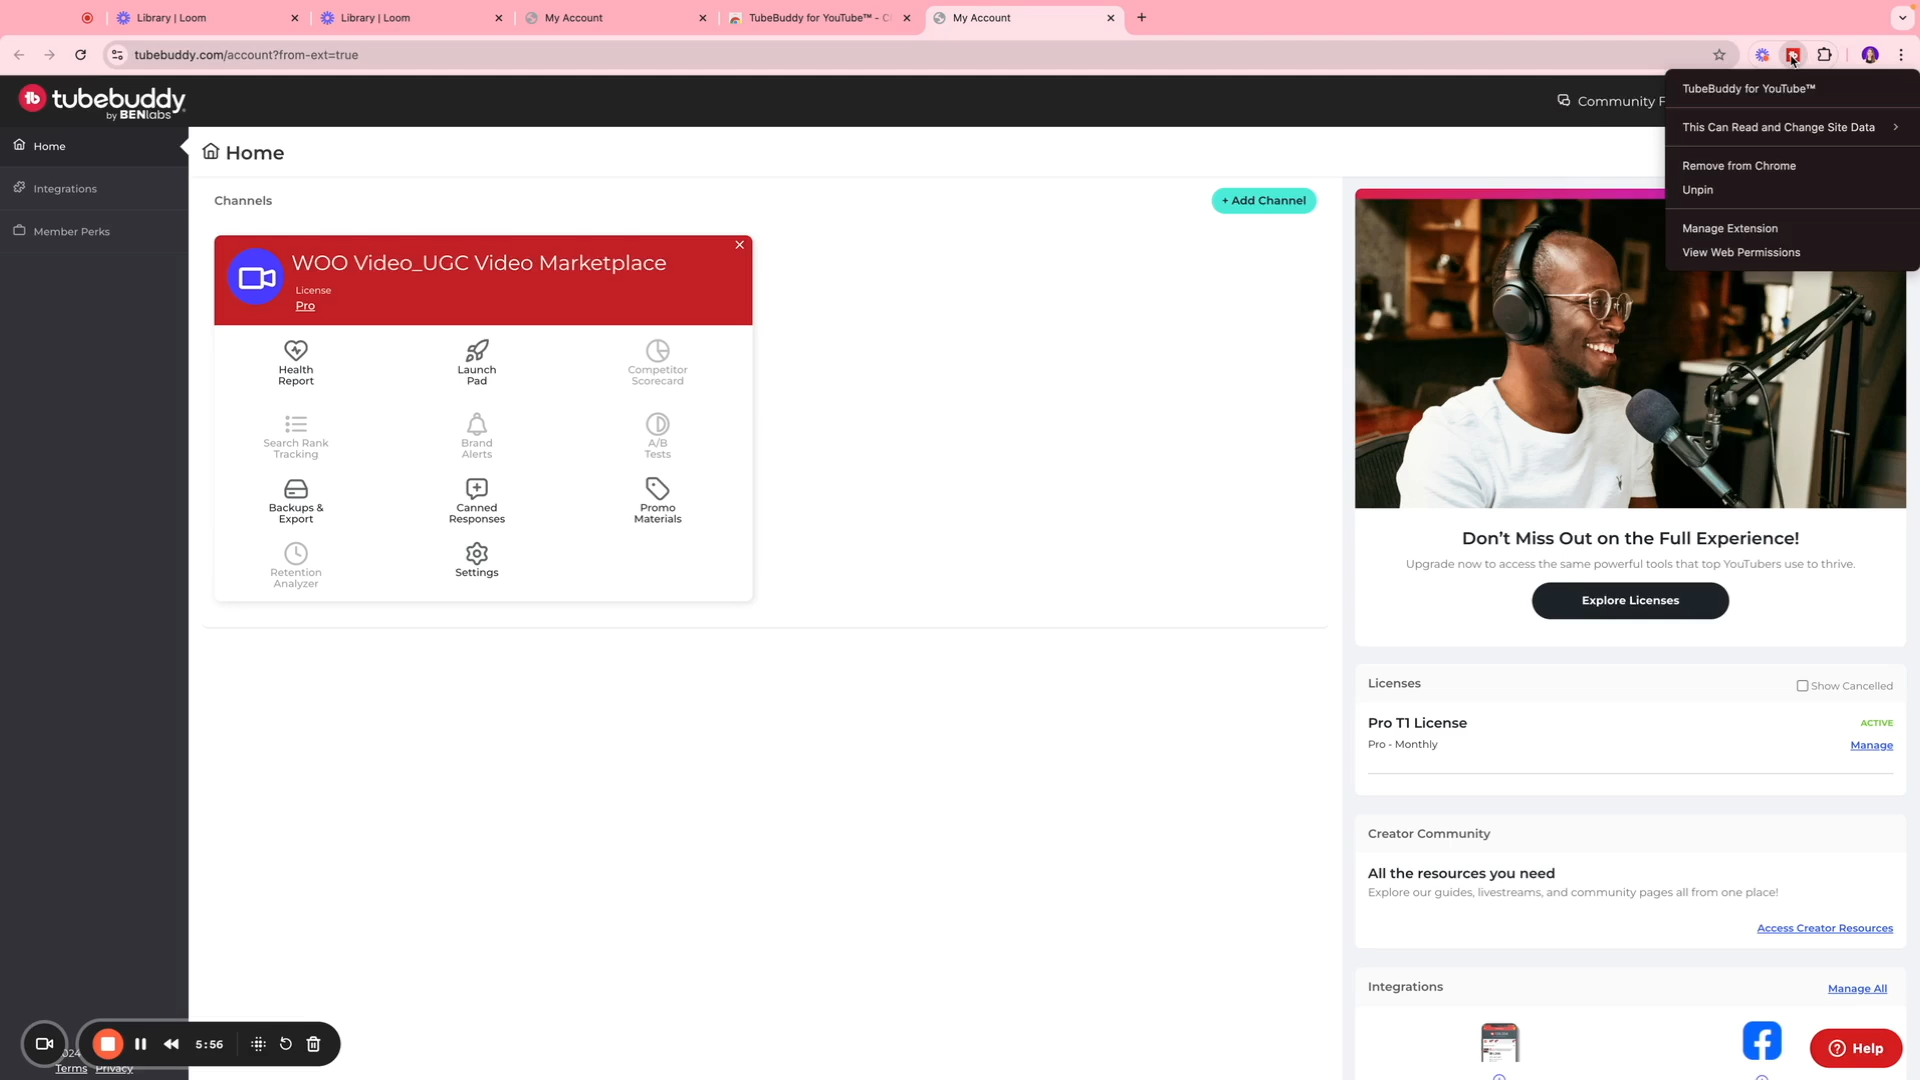 Library | Loom
Library | Loom
My Account
TubeBuddy for YouTube™ - C
My Account
tubebuddy.com/account?from-ext=true
TubeBuddy for YouTube™
This Can Read and Change Site Data
Remove from Chrome
Unpin
Manage Extension
View Web Permissions
tb tubebuddy
by BENlabs
Community F
Home
Integrations
Member Perks
Home
Channels
+ Add Channel
WOO Video_UGC Video Marketplace
License
Pro
Health
Report
Launch
Pad
Competitor
Scorecard
Search Rank
Tracking
Brand
Alerts
A/B
Tests
Backups &
Export
Canned
Responses
Promo
Materials
Retention
Analyzer
Settings
Don't Miss Out on the Full Experience!
Upgrade now to access the same powerful tools that top YouTubers use to thrive.
Explore Licenses
Licenses
Show Cancelled
Pro T1 License
ACTIVE
Pro - Monthly
Manage
Creator Community
All the resources you need
Explore our guides, livestreams, and community pages all from one place!
Access Creator Resources
Integrations
Manage All
Help
5:56
024
Terms Privacy